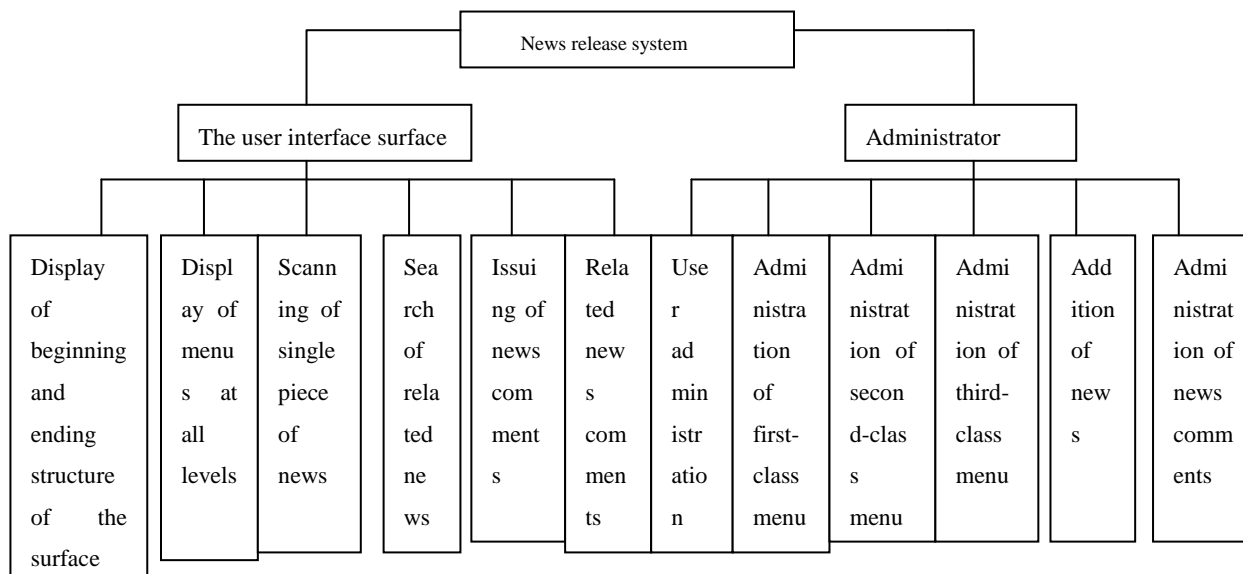 News release system
The user interface surface
Administrator
Display
of
beginning
and
ending
structure
of the
surface
Displ
ay of
menu
s at
all
levels
Scann
ing of
single
piece
of
news
Sea
rch
of
rela
ted
ne
ws
Issui
ng of
news
com
ment
s
Rela
ted
new
s
com
men
ts
Use
r
ad
min
istr
atio
n
Admi
nistra
tion
of
first-
class
menu
Admi
nistrat
ion of
secon
d-clas
s
menu
Admi
nistrat
ion of
third-
class
menu
Add
ition
of
new
s
Admi
nistrat
ion of
news
comm
ents